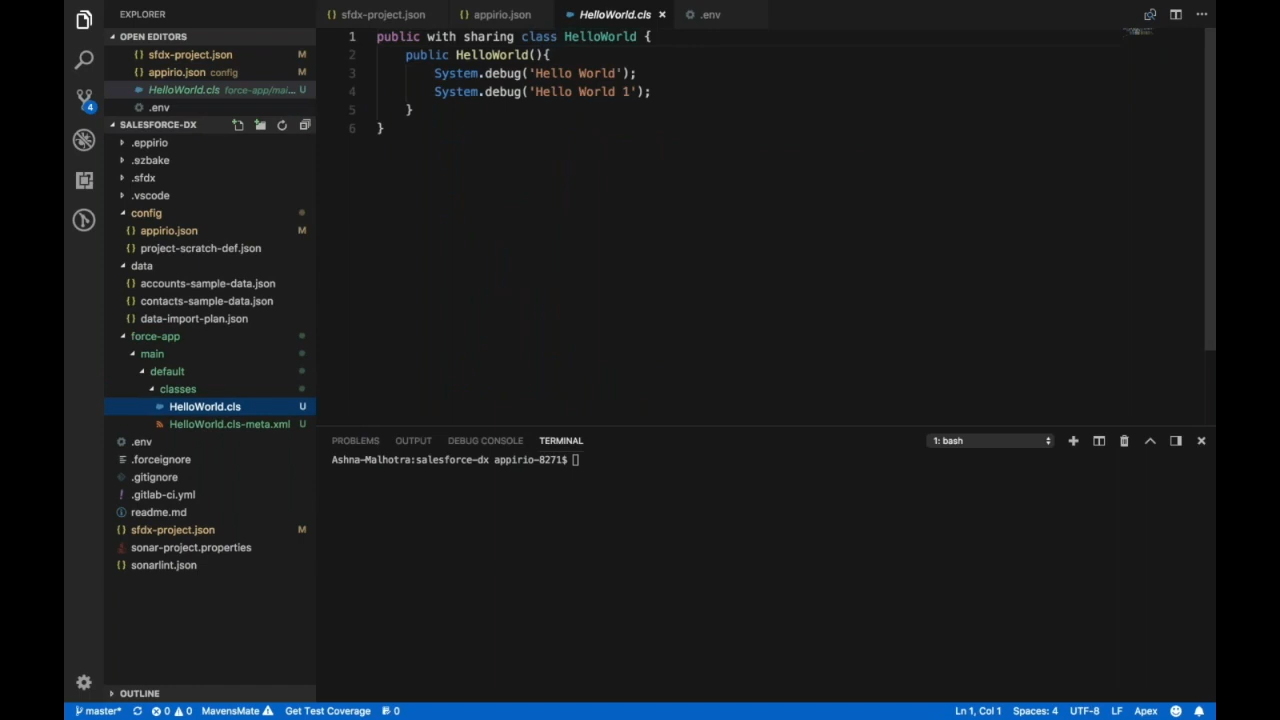 EXPLORER
OPEN EDITORS
{} sfdx-project.json M
{} appirio.json config M
HelloWorld.cls force-app/mai... U
.env
4
SALESFORCE-DX
.eppirio
.szbake
.sfdx
.vscode
config
{} appirio.json M
{} project-scratch-def.json
data
{} accounts-sample-data.json
{} contacts-sample-data.json
{} data-import-plan.json
force-app
main
default
classes
HelloWorld.cls U
HelloWorld.cls-meta.xml U
.env
.forceignore
.gitignore
! .gitlab-ci.yml
readme.md
{} sfdx-project.json M
sonar-project.properties
{} sonarlint.json
OUTLINE
{} sfdx-project.json {} appirio.json HelloWorld.cls × .env ...
1 public with sharing class HelloWorld {
2 public HelloWorld(){
3 System.debug('Hello World');
4 System.debug('Hello World 1');
5 }
6 }
PROBLEMS OUTPUT DEBUG CONSOLE TERMINAL 1: bash
Ashna-Malhotra:salesforce-dx appirio-8271$
master* 0 0 MavensMate Get Test Coverage 0 Ln 1, Col 1 Spaces: 4 UTF-8 LF Apex